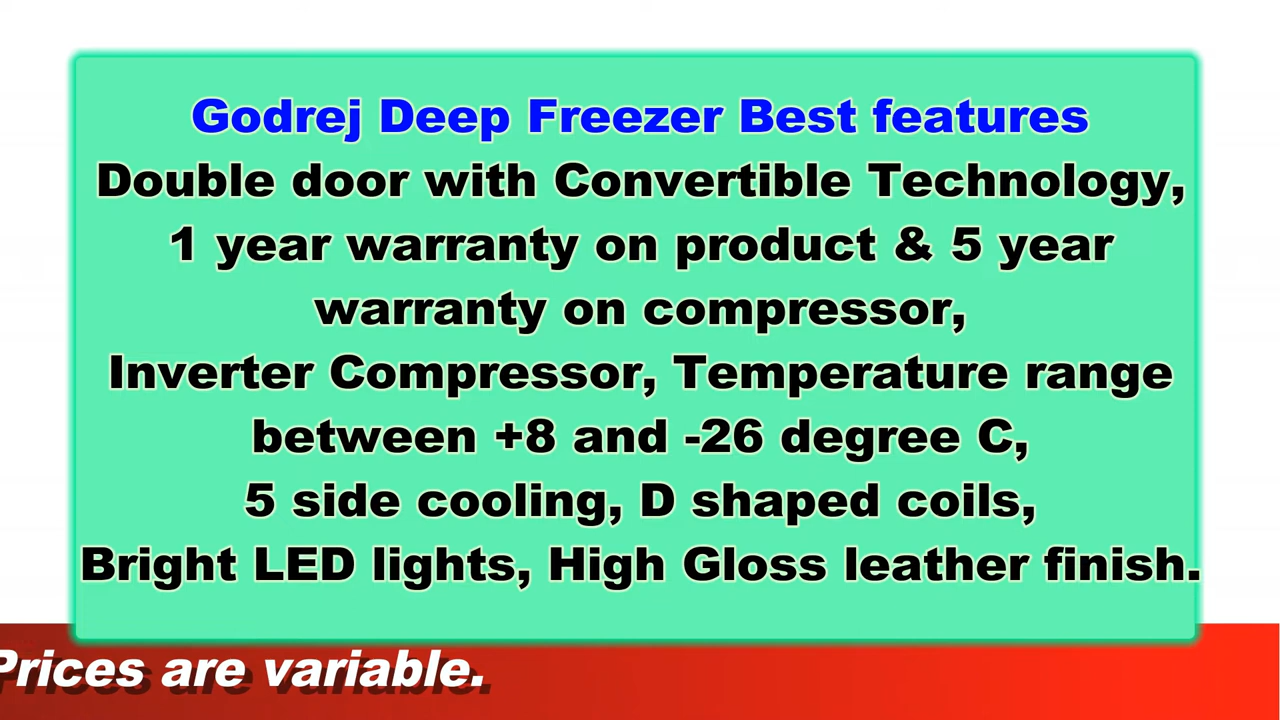 Godrej Deep Freezer Best features
Double door with Convertible Technology,
1 year warranty on product & 5 year
warranty on compressor,
Inverter Compressor, Temperature range
between +8 and -26 degree C,
5 side cooling, D shaped coils,
Bright LED lights, High Gloss leather finish.
Prices are variable.